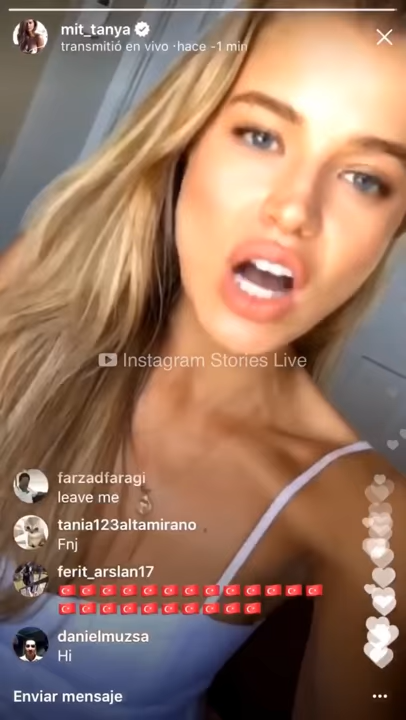 mit_tanya
transmitió en vivo · hace -1 min
Instagram Stories Live
farzadfaragi
leave me
tania123altamirano
Fnj
ferit_arslan17
🇹🇷🇹🇷🇹🇷🇹🇷🇹🇷🇹🇷🇹🇷🇹🇷🇹🇷🇹🇷🇹🇷🇹🇷🇹🇷
🇹🇷🇹🇷🇹🇷🇹🇷🇹🇷🇹🇷🇹🇷🇹🇷🇹🇷🇹🇷
danielmuzsa
Hi
Enviar mensaje